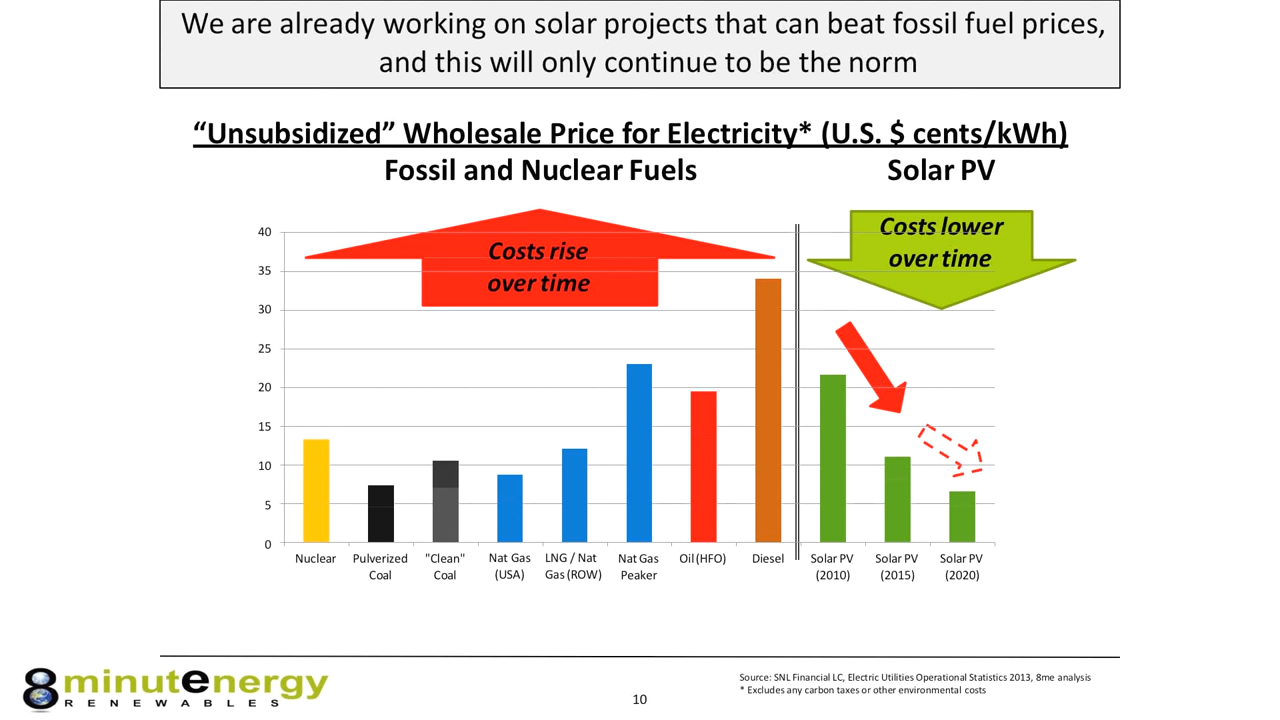 We are already working on solar projects that can beat fossil fuel prices,
and this will only continue to be the norm
“Unsubsidized” Wholesale Price for Electricity* (U.S. $ cents/kWh)
Fossil and Nuclear Fuels
Solar PV
Costs rise
over time
Costs lower
over time
40
35
30
25
20
15
10
5
0
Nuclear
Pulverized
Coal
"Clean"
Coal
Nat Gas
(USA)
LNG / Nat
Gas (ROW)
Nat Gas
Peaker
Oil (HFO)
Diesel
Solar PV
(2010)
Solar PV
(2015)
Solar PV
(2020)
8minutenergy
RENEWABLES
10
Source: SNL Financial LC, Electric Utilities Operational Statistics 2013, 8me analysis
* Excludes any carbon taxes or other environmental costs